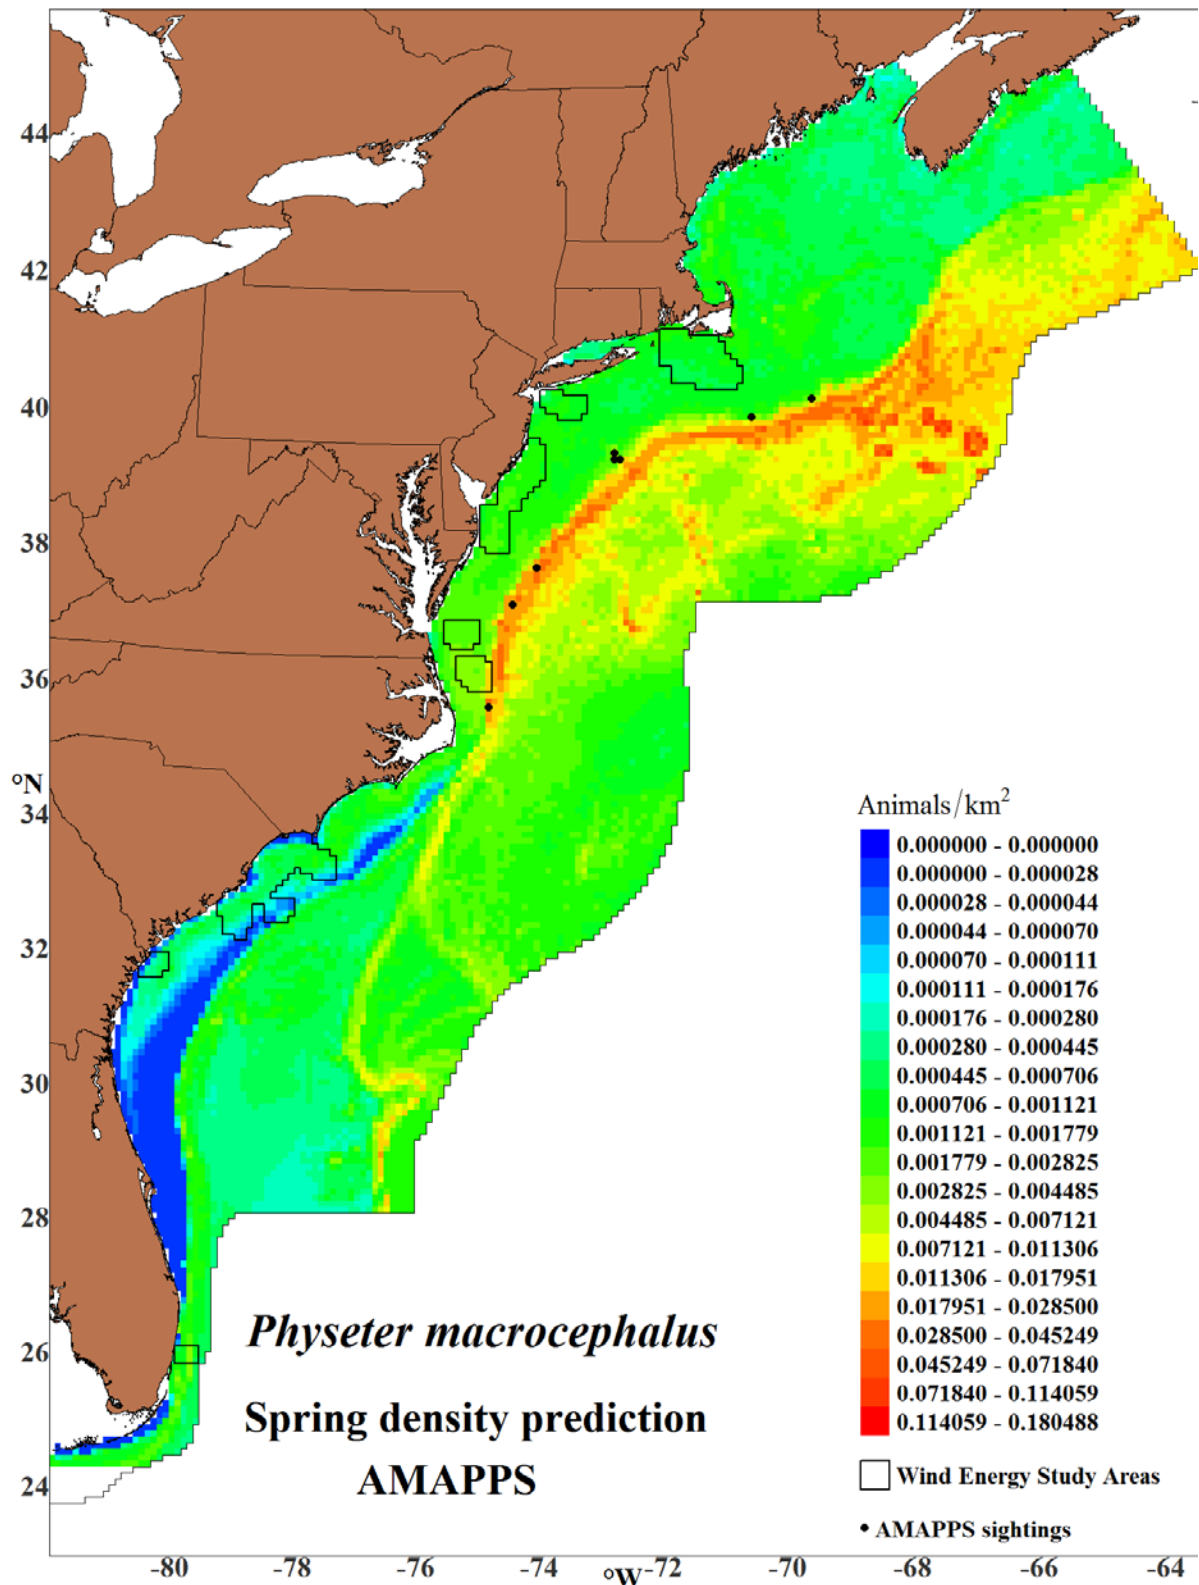 44
42
40
38
36
°N
34
32
30
28
26
24
Animals/km²
0.000000 - 0.000000
0.000000 - 0.000028
0.000028 - 0.000044
0.000044 - 0.000070
0.000070 - 0.000111
0.000111 - 0.000176
0.000176 - 0.000280
0.000280 - 0.000445
0.000445 - 0.000706
0.000706 - 0.001121
0.001121 - 0.001779
0.001779 - 0.002825
0.002825 - 0.004485
0.004485 - 0.007121
0.007121 - 0.011306
0.011306 - 0.017951
0.017951 - 0.028500
0.028500 - 0.045249
0.045249 - 0.071840
0.071840 - 0.114059
0.114059 - 0.180488
Wind Energy Study Areas
AMAPPS sightings
Physeter macrocephalus
Spring density prediction
AMAPPS
-80 -78 -76 -74 °W -72 -70 -68 -66 -64